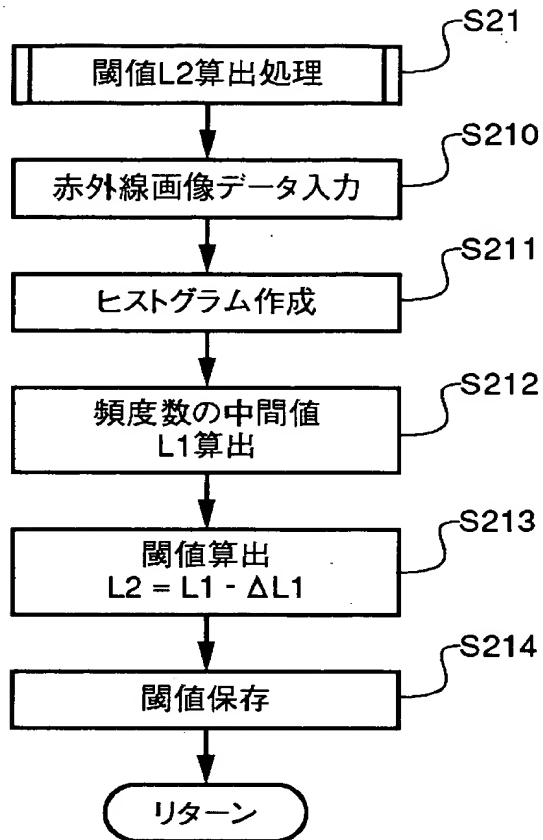 S21
閾値L2算出処理
S210
赤外線画像データ入力
S211
ヒストグラム作成
S212
頻度数の中間値
L1算出
S213
閾値算出
L2 = L1 - ΔL1
S214
閾値保存
リターン